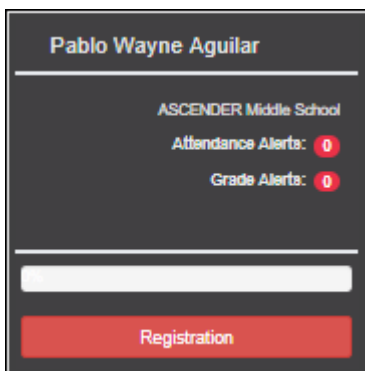 Pablo Wayne Aguilar
ASCENDER Middle School
Attendance Alerts: 0
Grade Alerts: 0
Registration